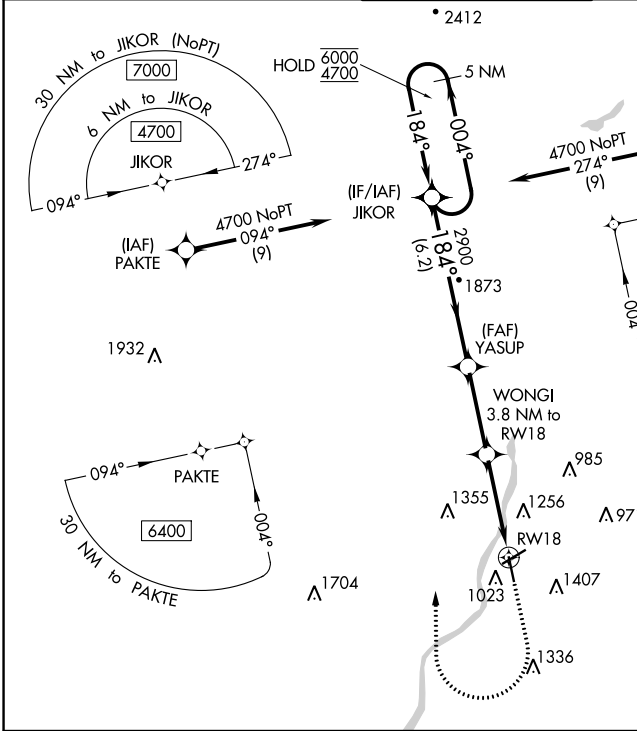 2412
30 NM to JIKOR (NoPT)
7000
6 NM to JIKOR
4700
JIKOR
094°
274°
HOLD 6000
4700
5 NM
184°
004°
4700 NoPT
274°
(9)
(IF/IAF)
JIKOR
4700 NoPT
094°
(9)
(IAF)
PAKTE
2900
184°
(6.2)
1873
004
1932
(FAF)
YASUP
WONGI
3.8 NM to
RW18
985
094°
PAKTE
004°
6400
30 NM to PAKTE
1355
1256
97
RW18
1704
1023
1407
1336